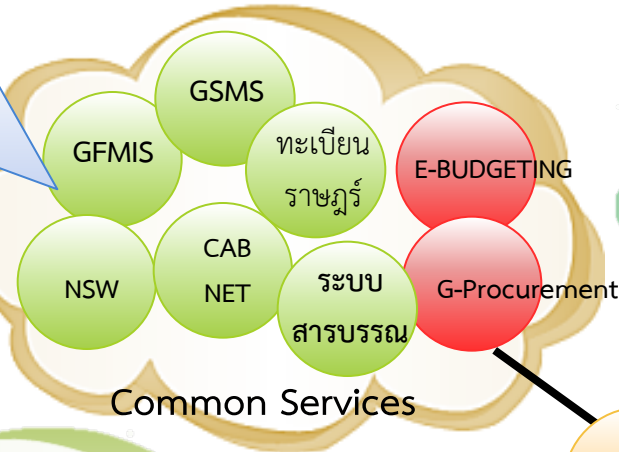 GSMS
GFMIS
ทะเบียน
ราษฎร์
E-BUDGETING
NSW
CAB
NET
ระบบ
สารบรรณ
G-Procurement
Common Services